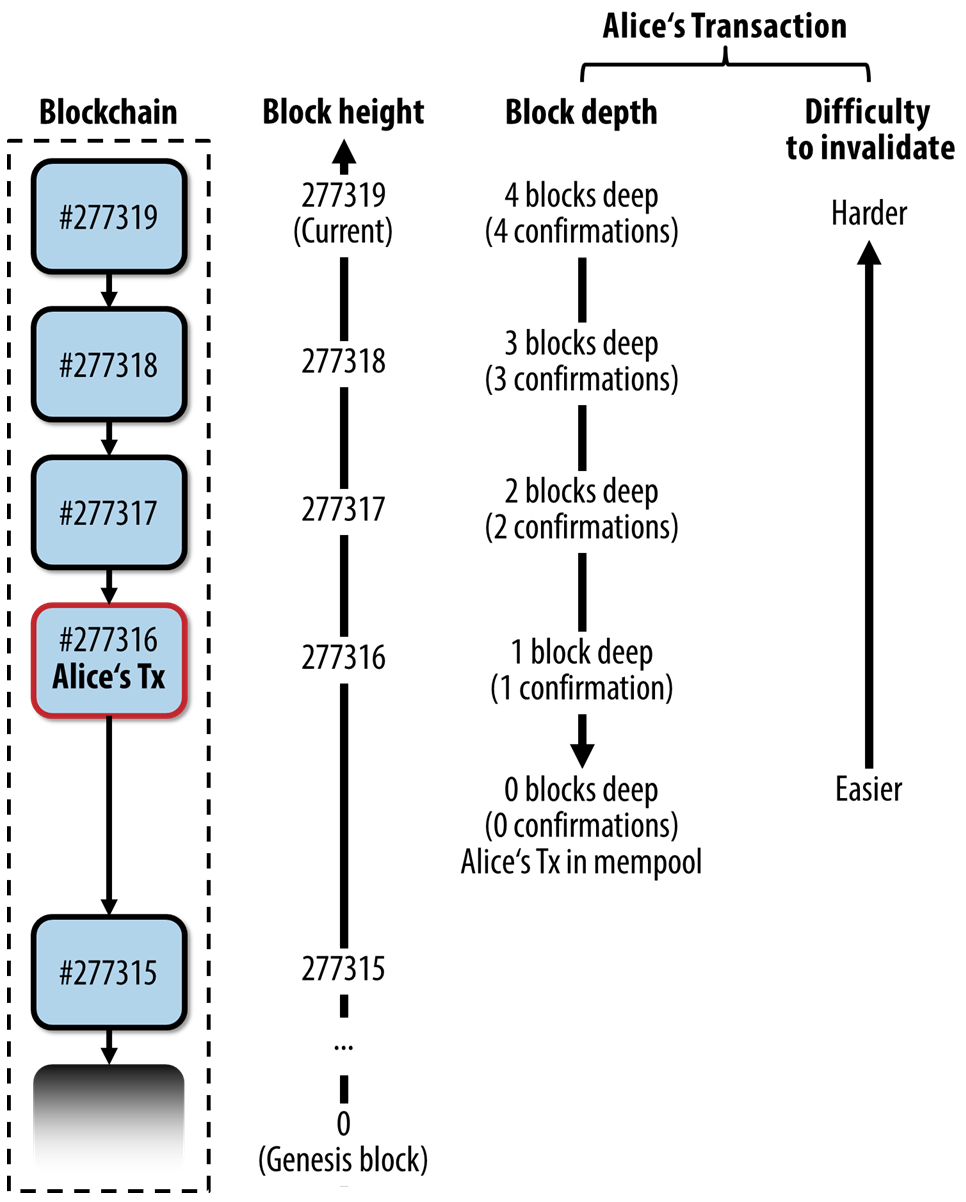 Alice‘s Transaction
Blockchain
Block height
Block depth
Difficulty
to invalidate
#277319
277319
(Current)
4 blocks deep
(4 confirmations)
Harder
#277318
277318
3 blocks deep
(3 confirmations)
#277317
277317
2 blocks deep
(2 confirmations)
#277316
Alice‘s Tx
277316
1 block deep
(1 confirmation)
0 blocks deep
(0 confirmations)
Alice‘s Tx in mempool
Easier
#277315
277315
...
0
(Genesis block)